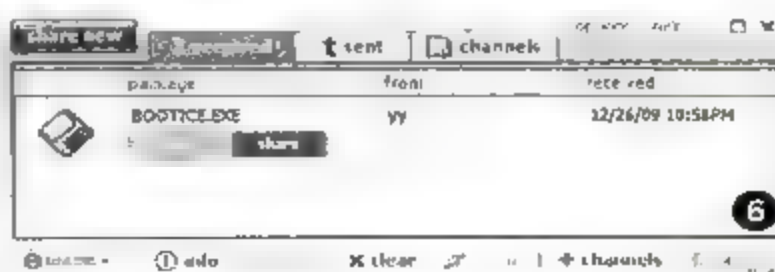 share new
t sent
channels
package from received
BOOTICE.EXE yy 12/26/09 10:58PM
share
6
info clear channels